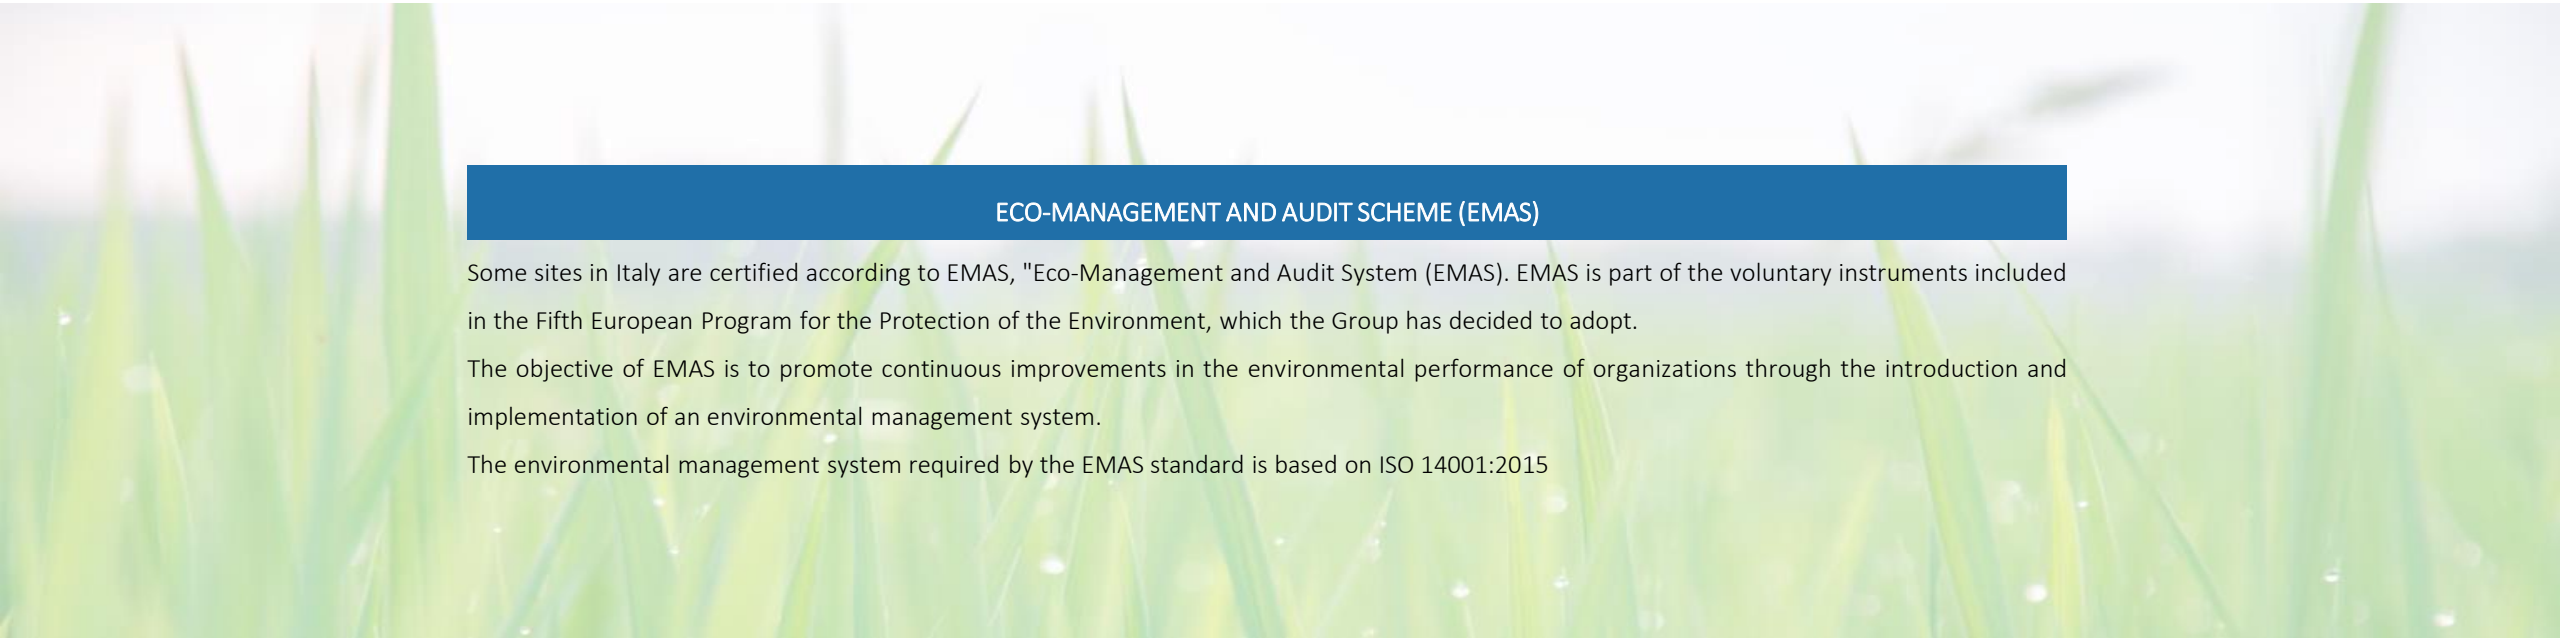 ECO-MANAGEMENT AND AUDIT SCHEME (EMAS)
Some sites in Italy are certified according to EMAS, "Eco-Management and Audit System (EMAS). EMAS is part of the voluntary instruments included
in the Fifth European Program for the Protection of the Environment, which the Group has decided to adopt.
The objective of EMAS is to promote continuous improvements in the environmental performance of organizations through the introduction and
implementation of an environmental management system.
The environmental management system required by the EMAS standard is based on ISO 14001:2015